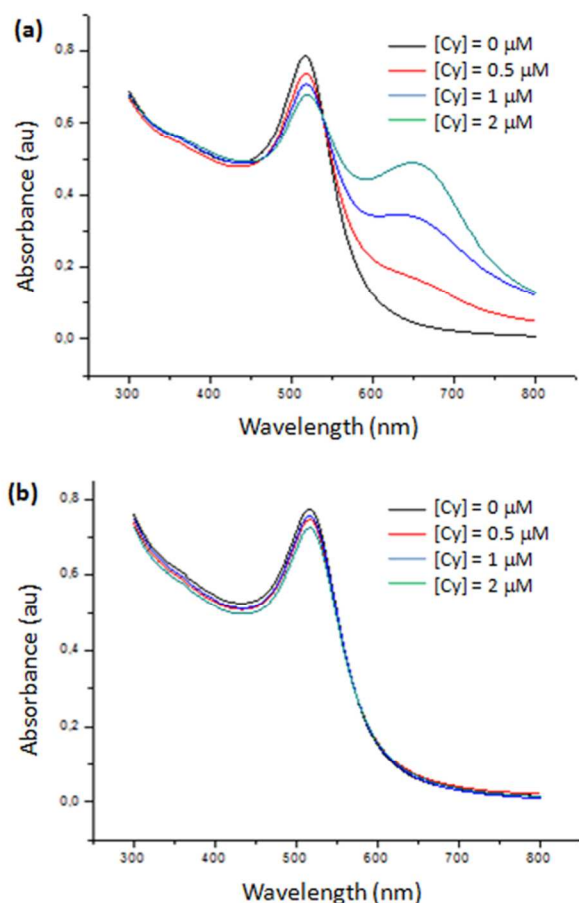 (a)
[Cy] = 0 µM
[Cy] = 0.5 µM
[Cy] = 1 µM
[Cy] = 2 µM
0,8
0,6
0,4
0,2
0,0
Absorbance (au)
300 400 500 600 700 800
Wavelength (nm)
(b)
[Cy] = 0 µM
[Cy] = 0.5 µM
[Cy] = 1 µM
[Cy] = 2 µM
0,8
0,6
0,4
0,2
0,0
Absorbance (au)
300 400 500 600 700 800
Wavelength (nm)